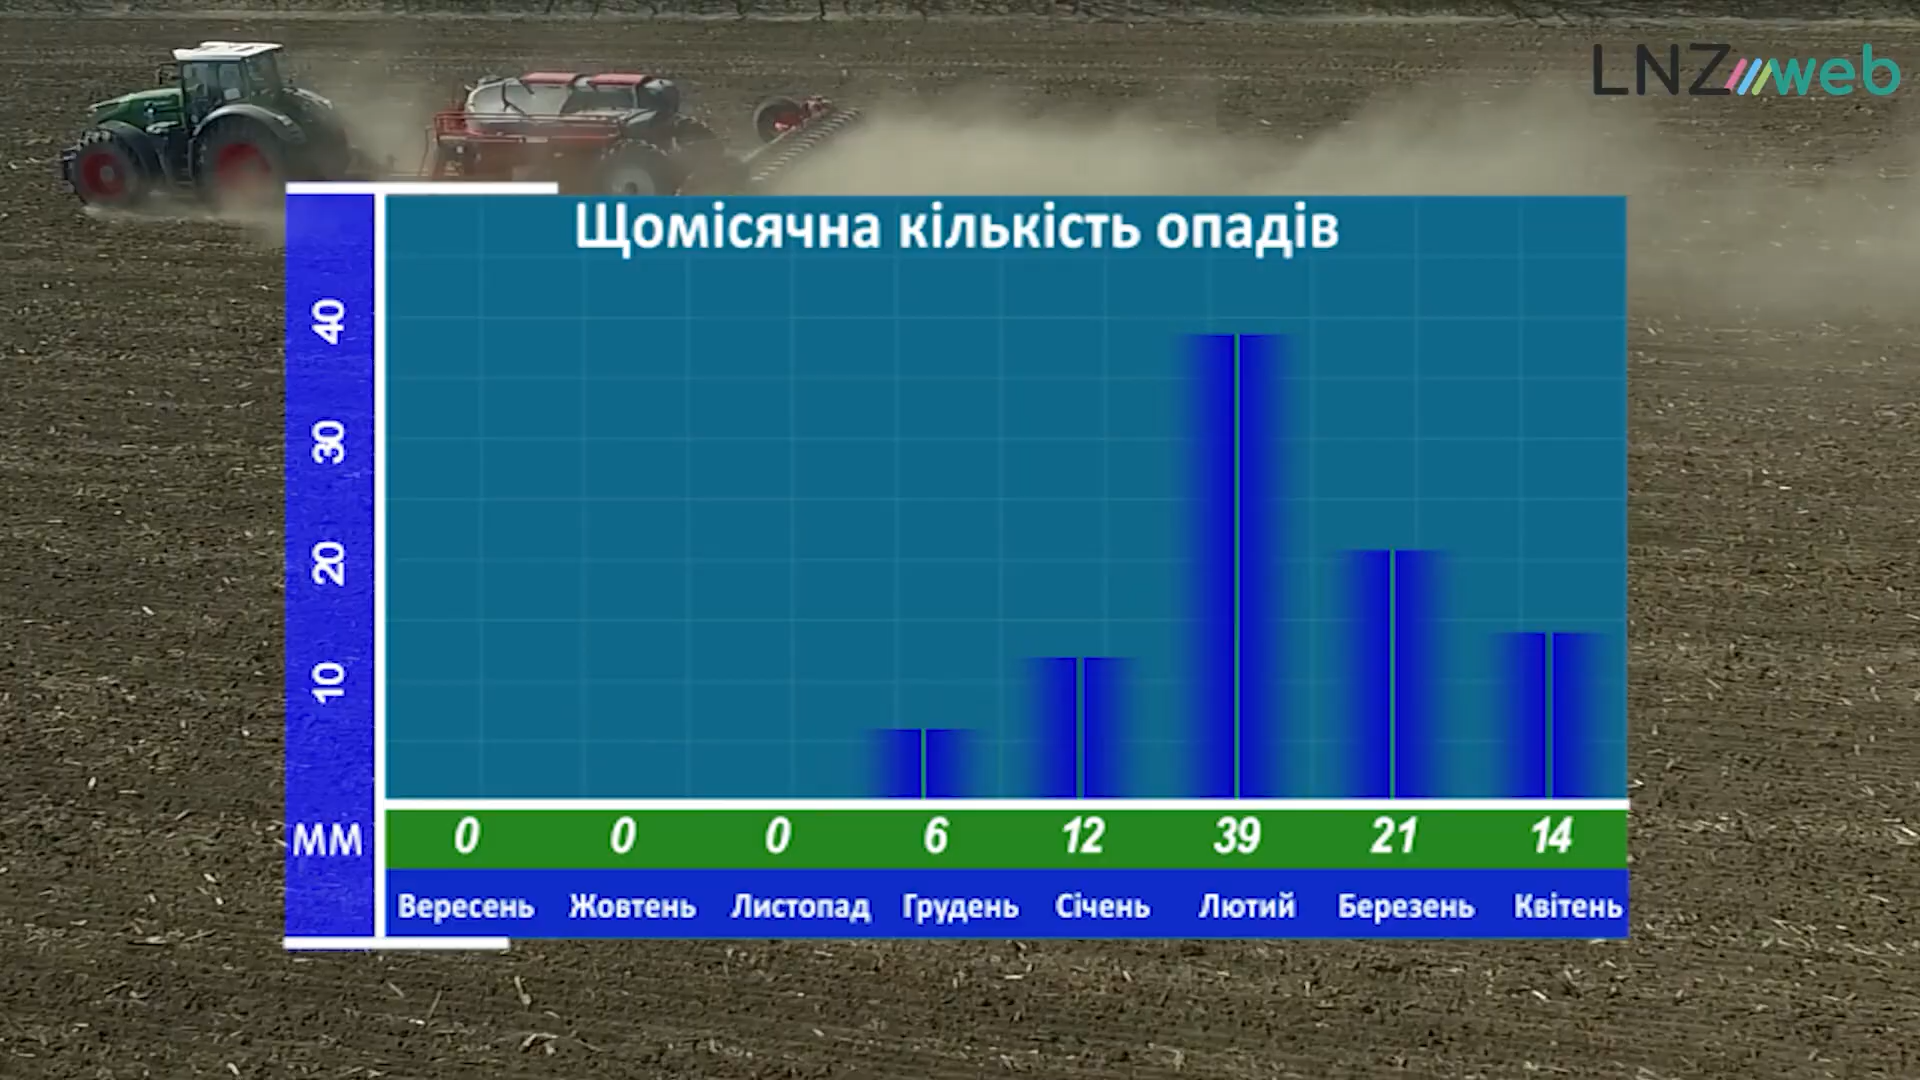 LNZ web
Щомісячна кількість опадів
40
30
20
10
ММ 0 0 0 6 12 39 21 14
Вересень Жовтень Листопад Грудень Січень Лютий Березень Квітень